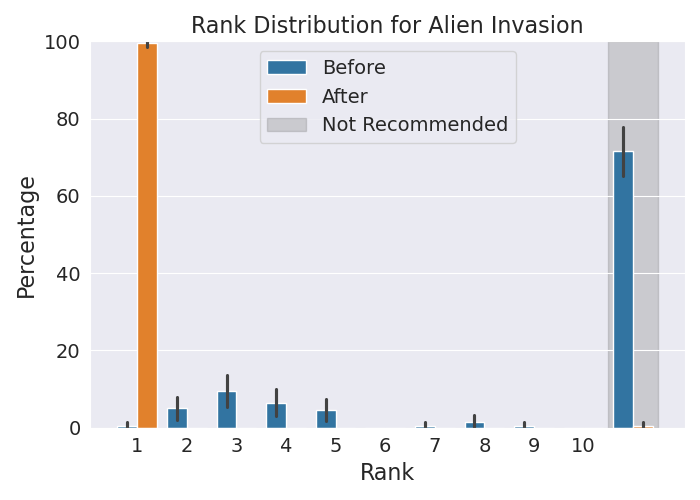 Rank Distribution for Alien Invasion
100
80
60
40
20
0
Percentage
Before
After
Not Recommended
1 2 3 4 5 6 7 8 9 10
Rank